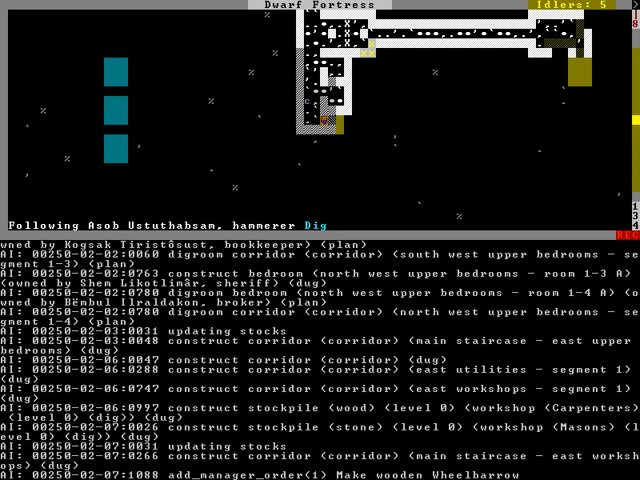 Dwarf Fortress
Idlers: 5
Following Asob Ustuthabsam, hammerer Dig
REC
wned by Kogsak Tiristôsust, bookkeeper) (plan)
AI: 00250-02-02:0060 digroom corridor (corridor) (south west upper bedrooms - se
gment 1-3) (plan)
AI: 00250-02-02:0763 construct bedroom (north west upper bedrooms - room 1-3 A)
(owned by Shem Likotlimâr, sheriff) (dug)
AI: 00250-02-02:0780 digroom bedroom (north west upper bedrooms - room 1-4 A) (o
wned by Bëmbul Ilraldakon, broker) (plan)
AI: 00250-02-02:0780 digroom corridor (corridor) (north west upper bedrooms - se
gment 1-4) (plan)
AI: 00250-02-03:0031 updating stocks
AI: 00250-02-03:0048 construct corridor (corridor) (main staircase - east upper
bedrooms) (dug)
AI: 00250-02-06:0047 construct corridor (corridor) (dug)
AI: 00250-02-06:0288 construct corridor (corridor) (east utilities - segment 1)
(dug)
AI: 00250-02-06:0747 construct corridor (corridor) (east workshops - segment 1)
(dug)
AI: 00250-02-06:0997 construct stockpile (wood) (level 0) (workshop (Carpenters)
(level 0) (dig)) (dug)
AI: 00250-02-07:0026 construct stockpile (stone) (level 0) (workshop (Masons) (l
evel 0) (dig)) (dug)
AI: 00250-02-07:0031 updating stocks
AI: 00250-02-07:0266 construct corridor (corridor) (main staircase - east worksh
ops) (dug)
AI: 00250-02-07:1088 add_manager_order(1) Make wooden Wheelbarrow